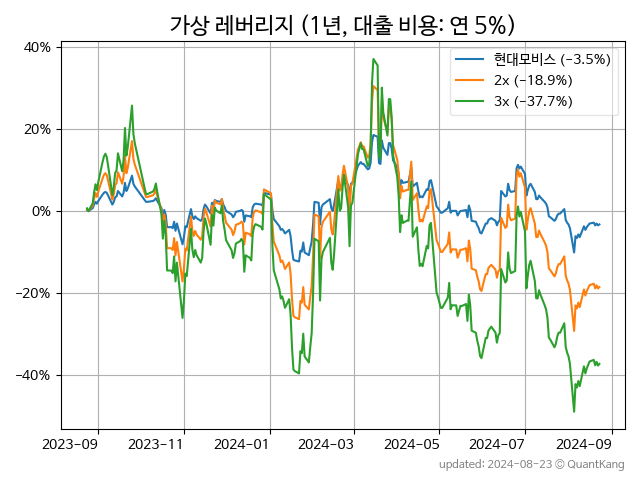 가상 레버리지 (1년, 대출 비용: 연 5%)
현대모비스 (−3.5%)
2x (−18.9%)
3x (−37.7%)
40%
20%
0%
−20%
−40%
2023-09 2023-11 2024-01 2024-03 2024-05 2024-07 2024-09
updated: 2024-08-23 © QuantKang